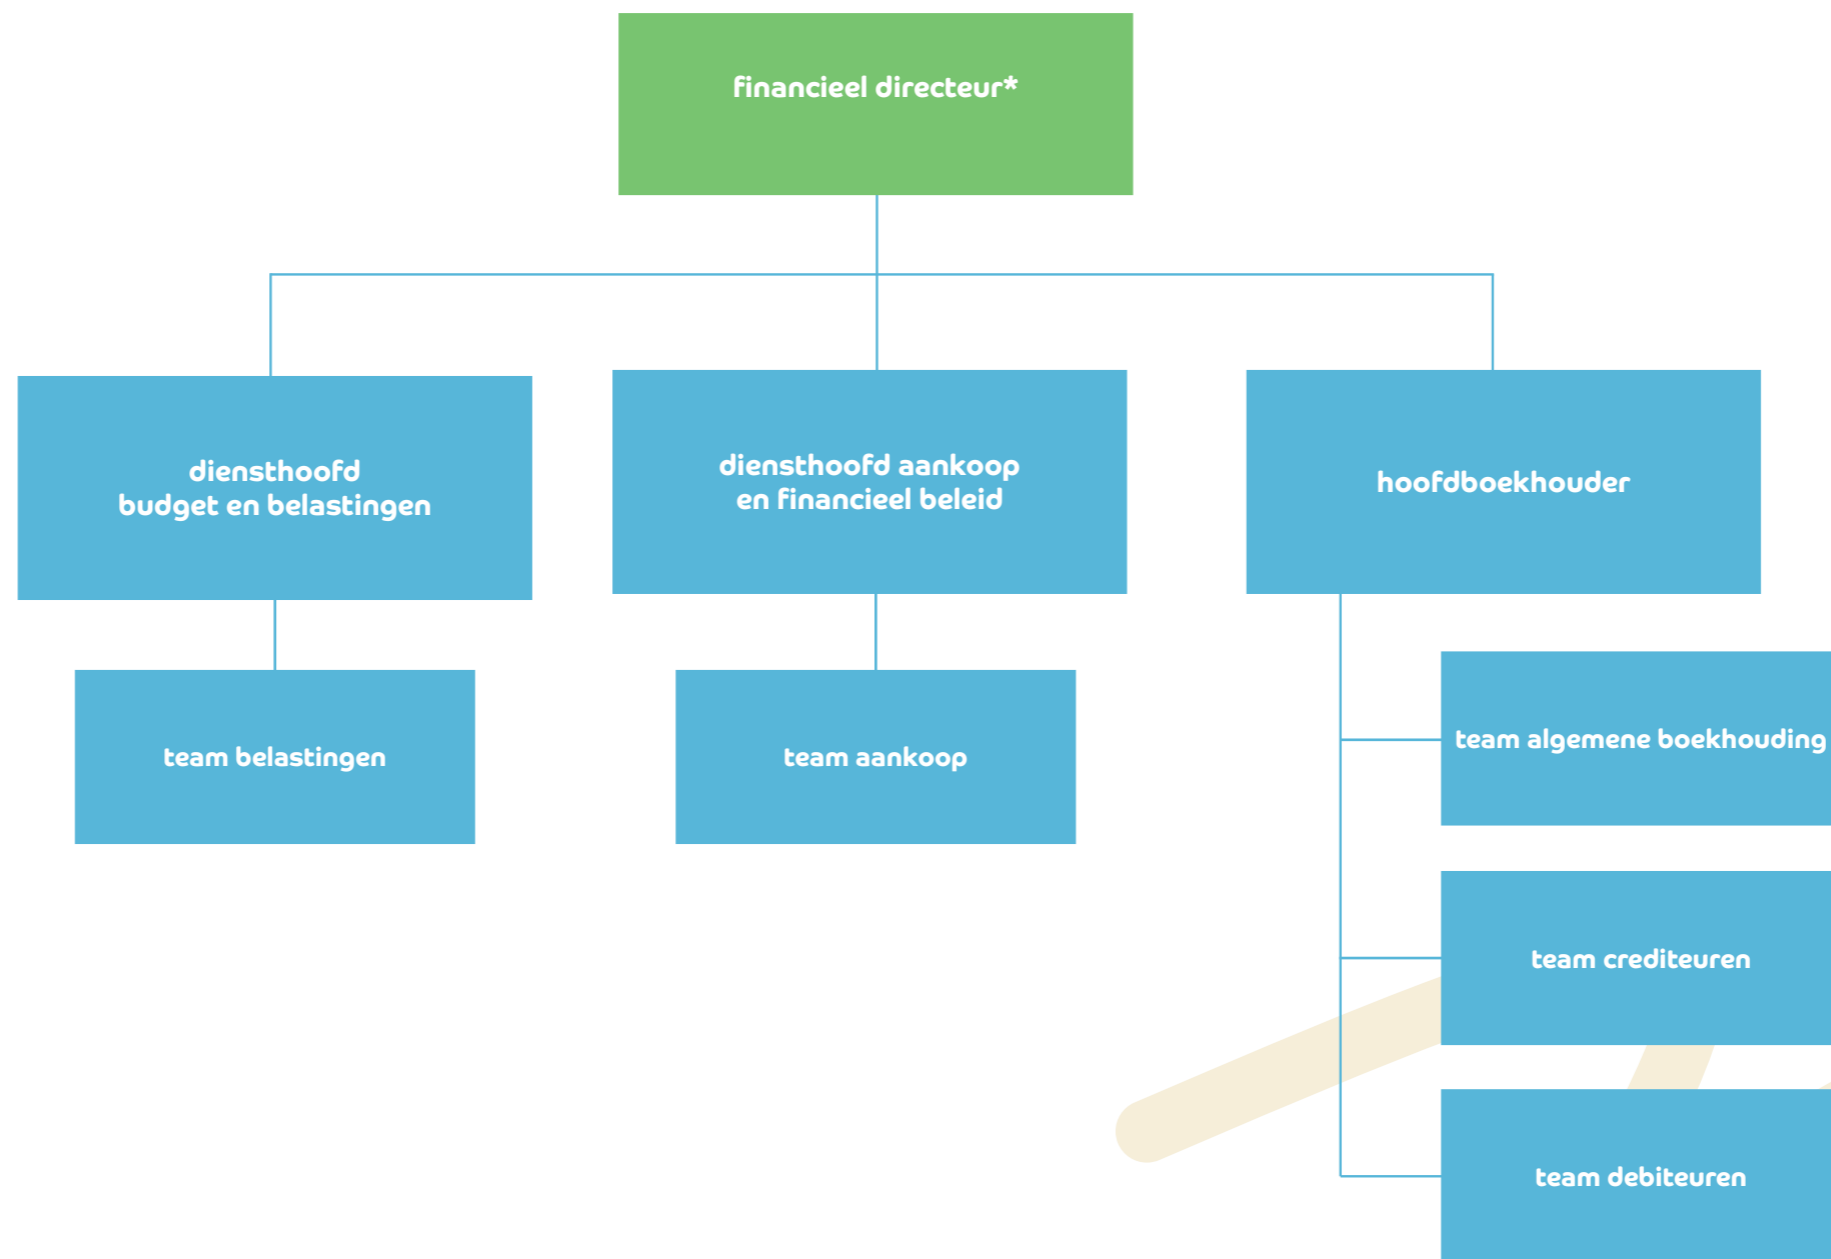 financieel directeur*
diensthoofd
budget en belastingen
diensthoofd aankoop
en financieel beleid
hoofdboekhouder
team belastingen
team aankoop
team algemene boekhouding
team crediteuren
team debiteuren